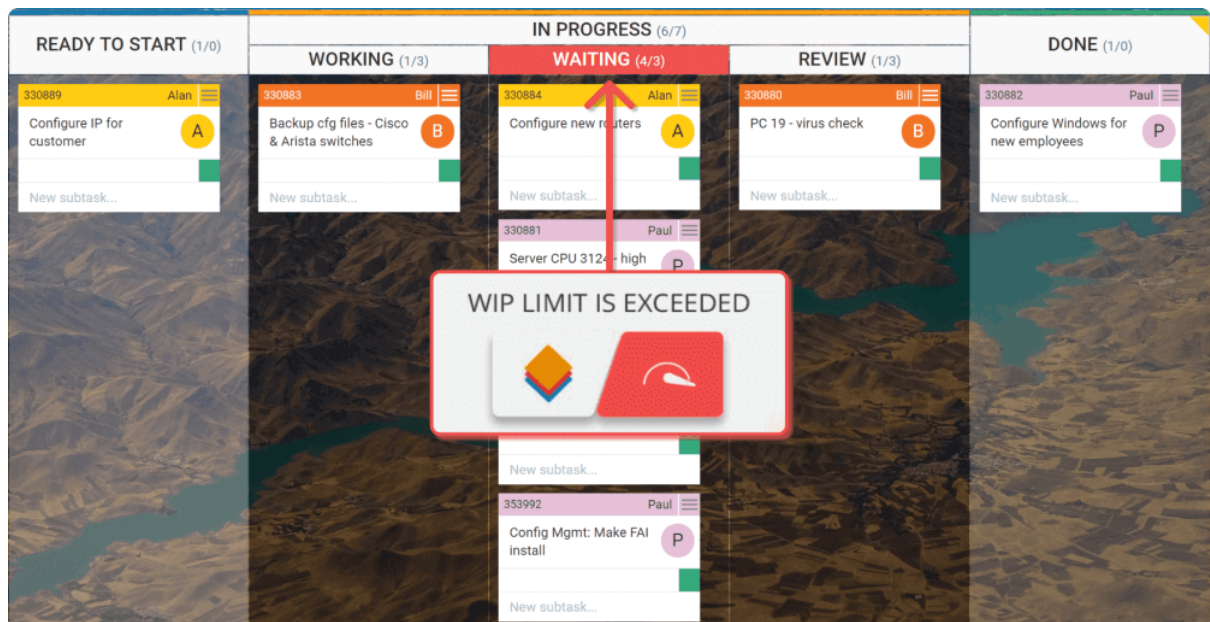 READY TO START (1/0)
IN PROGRESS (6/7)
WORKING (1/3)
WAITING (4/3)
REVIEW (1/3)
DONE (1/0)
330889 Alan
Configure IP for
customer
A
New subtask...
330883 Bill
Backup cfg files - Cisco
& Arista switches
B
New subtask...
330884 Alan
Configure new routers
A
New subtask...
330881 Paul
Server CPU 3124 - high
P
WIP LIMIT IS EXCEEDED
New subtask...
353992 Paul
Config Mgmt: Make FAI
install
P
New subtask...
330880 Bill
PC 19 - virus check
B
New subtask...
330882 Paul
Configure Windows for
new employees
P
New subtask...